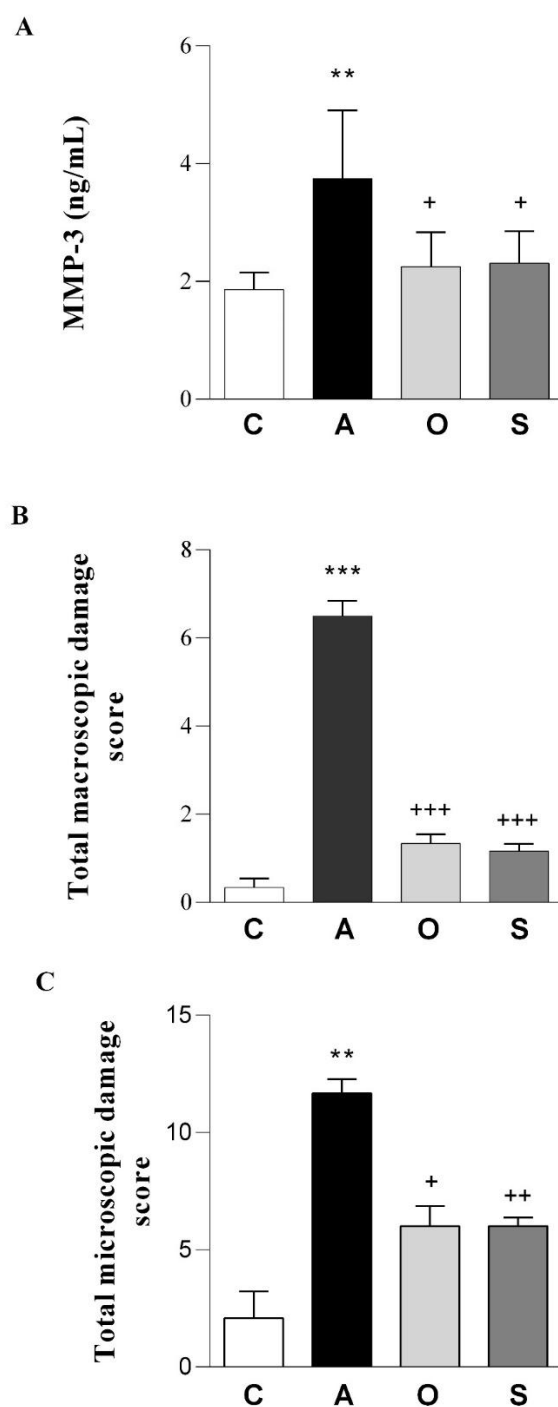 A
MMP-3 (ng/mL)
6
4
2
0
**
+
+
C A O S
B
Total macroscopic damage
score
8
6
4
2
0
***
+++
+++
C A O S
C
Total microscopic damage
score
15
10
5
0
**
+
++
C A O S